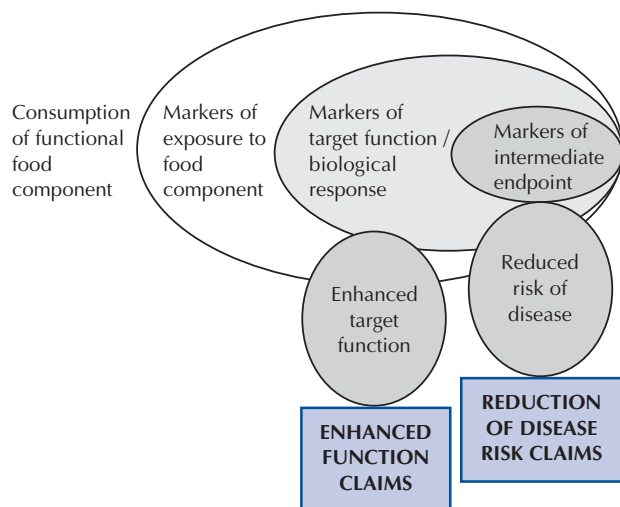 Consumption
of functional
food
component
Markers of
exposure to
food
component
Markers of
target function /
biological
response
Markers of
intermediate
endpoint
Enhanced
target
function
Reduced
risk of
disease
ENHANCED
FUNCTION
CLAIMS
REDUCTION
OF DISEASE
RISK CLAIMS